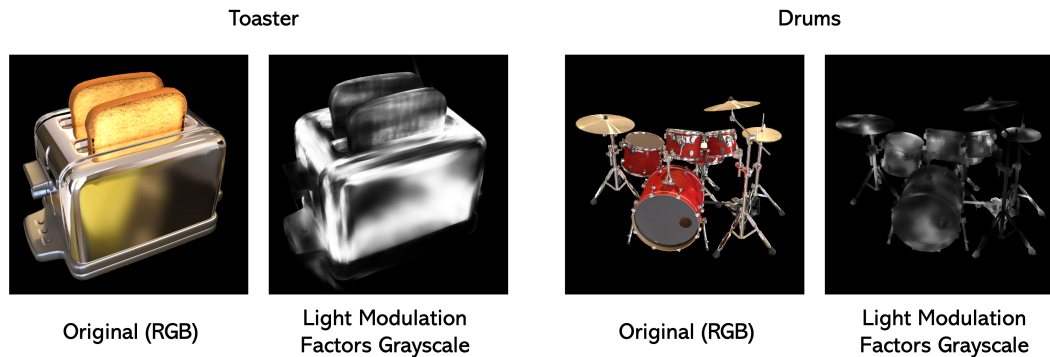 Toaster
Drums
Original (RGB)
Light Modulation
Factors Grayscale
Original (RGB)
Light Modulation
Factors Grayscale